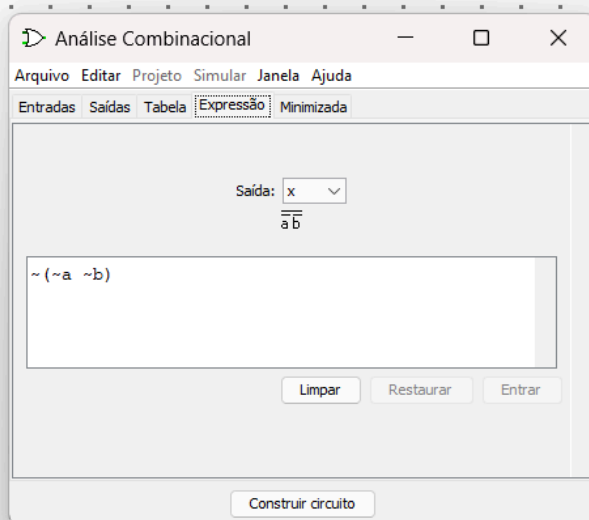 Análise Combinacional
Arquivo Editar Projeto Simular Janela Ajuda
Entradas Saídas Tabela Expressão Minimizada
Saída: x
a b
~(~a ~b)
Limpar Restaurar Entrar
Construir circuito